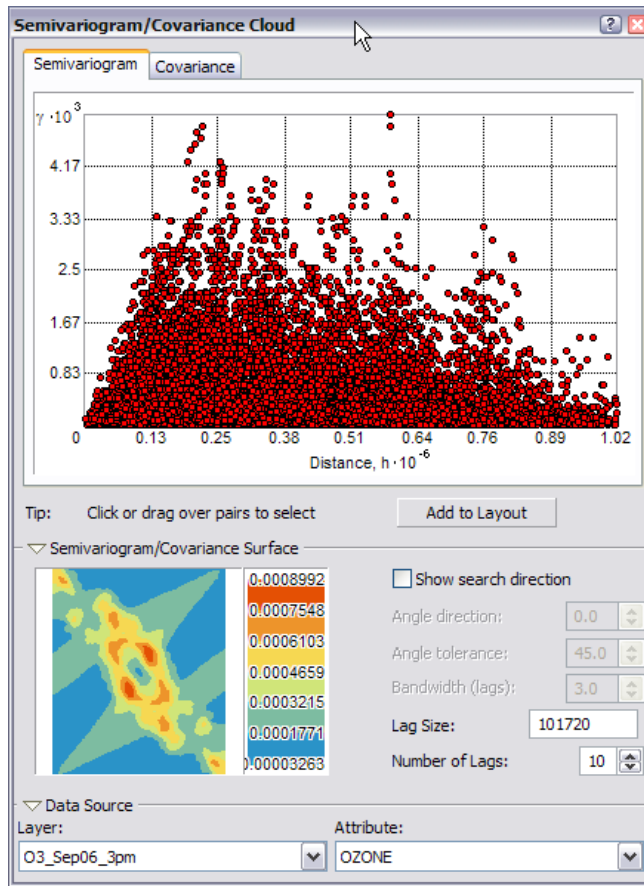 Semivariogram/Covariance Cloud
Semivariogram Covariance
γ·10³
4.17
3.33
2.5
1.67
0.83
0 0.13 0.25 0.38 0.51 0.64 0.76 0.89 1.02
Distance, h·10⁻⁶
Tip: Click or drag over pairs to select Add to Layout
Semivariogram/Covariance Surface
0.0008992
0.0007548
0.0006103
0.0004659
0.0003215
0.0001771
0.00003263
Show search direction
Angle direction: 0.0
Angle tolerance: 45.0
Bandwidth (lags): 3.0
Lag Size: 101720
Number of Lags: 10
Data Source
Layer: Attribute:
O3_Sep06_3pm OZONE